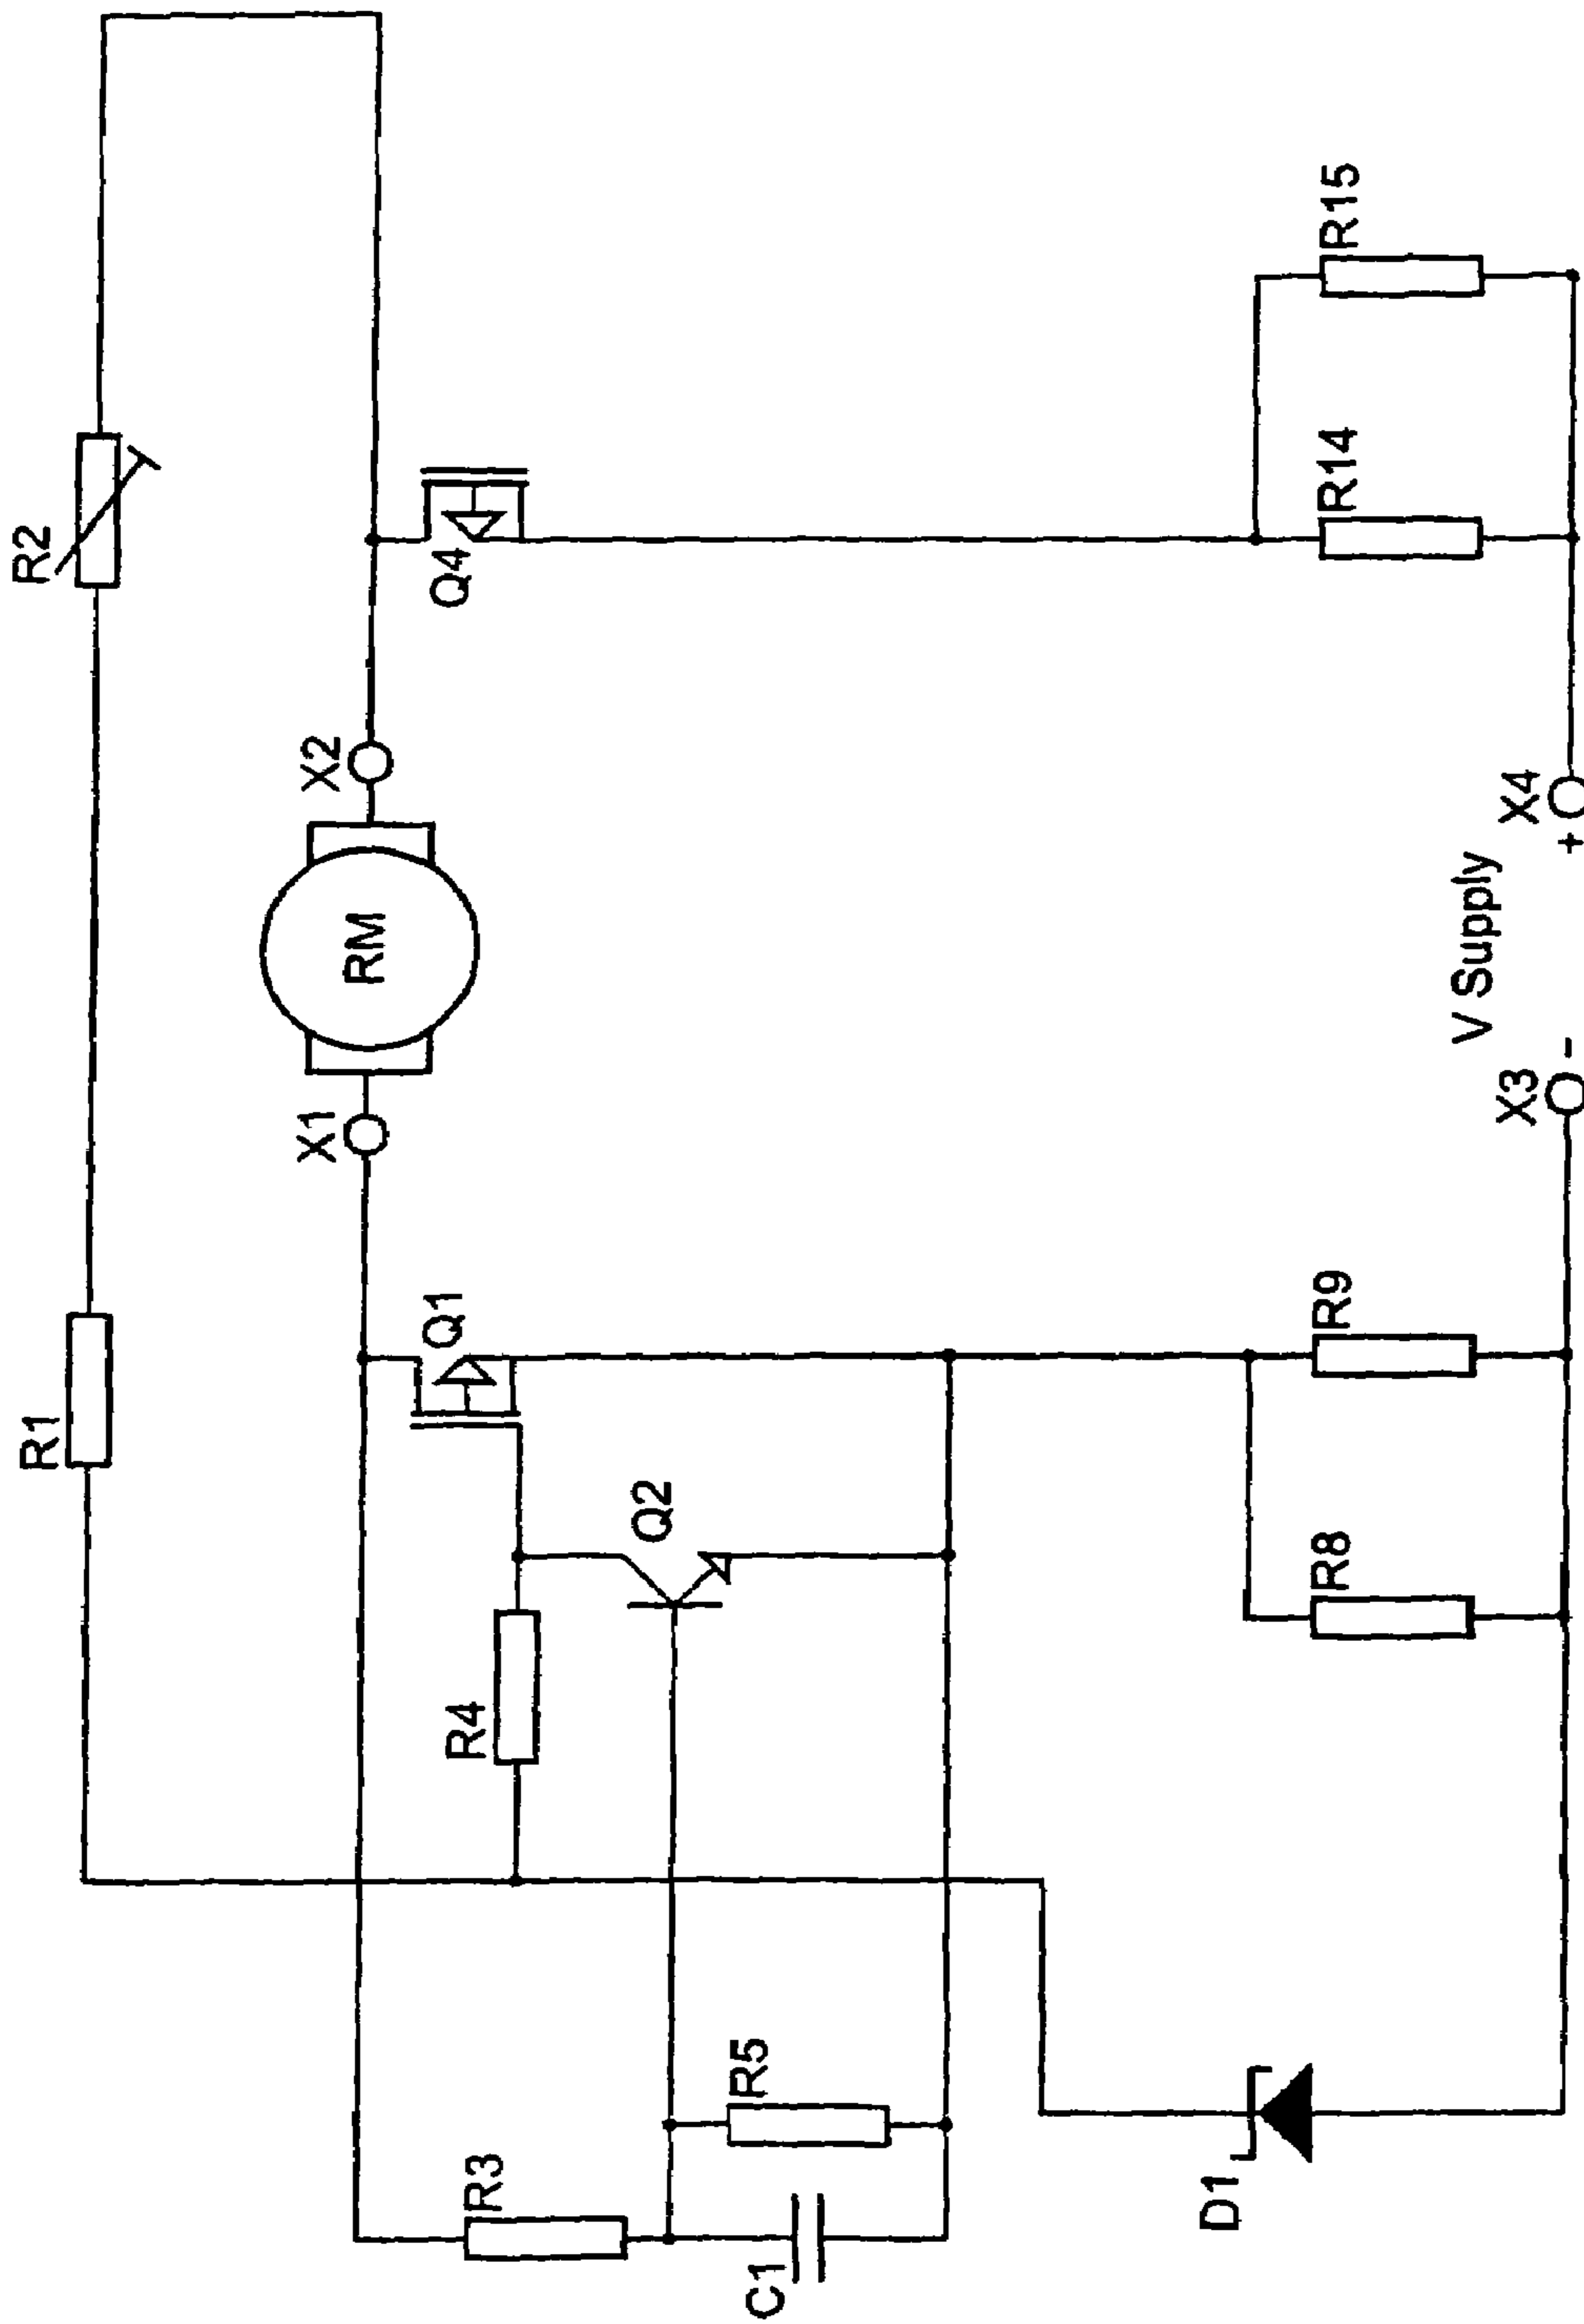 R2
R1
X2
RM
X1
Q4
Q1
Q2
R4
R15
R14
R9
R8
R5
R3
C1
D1
X4
+
V Supply
-
X3